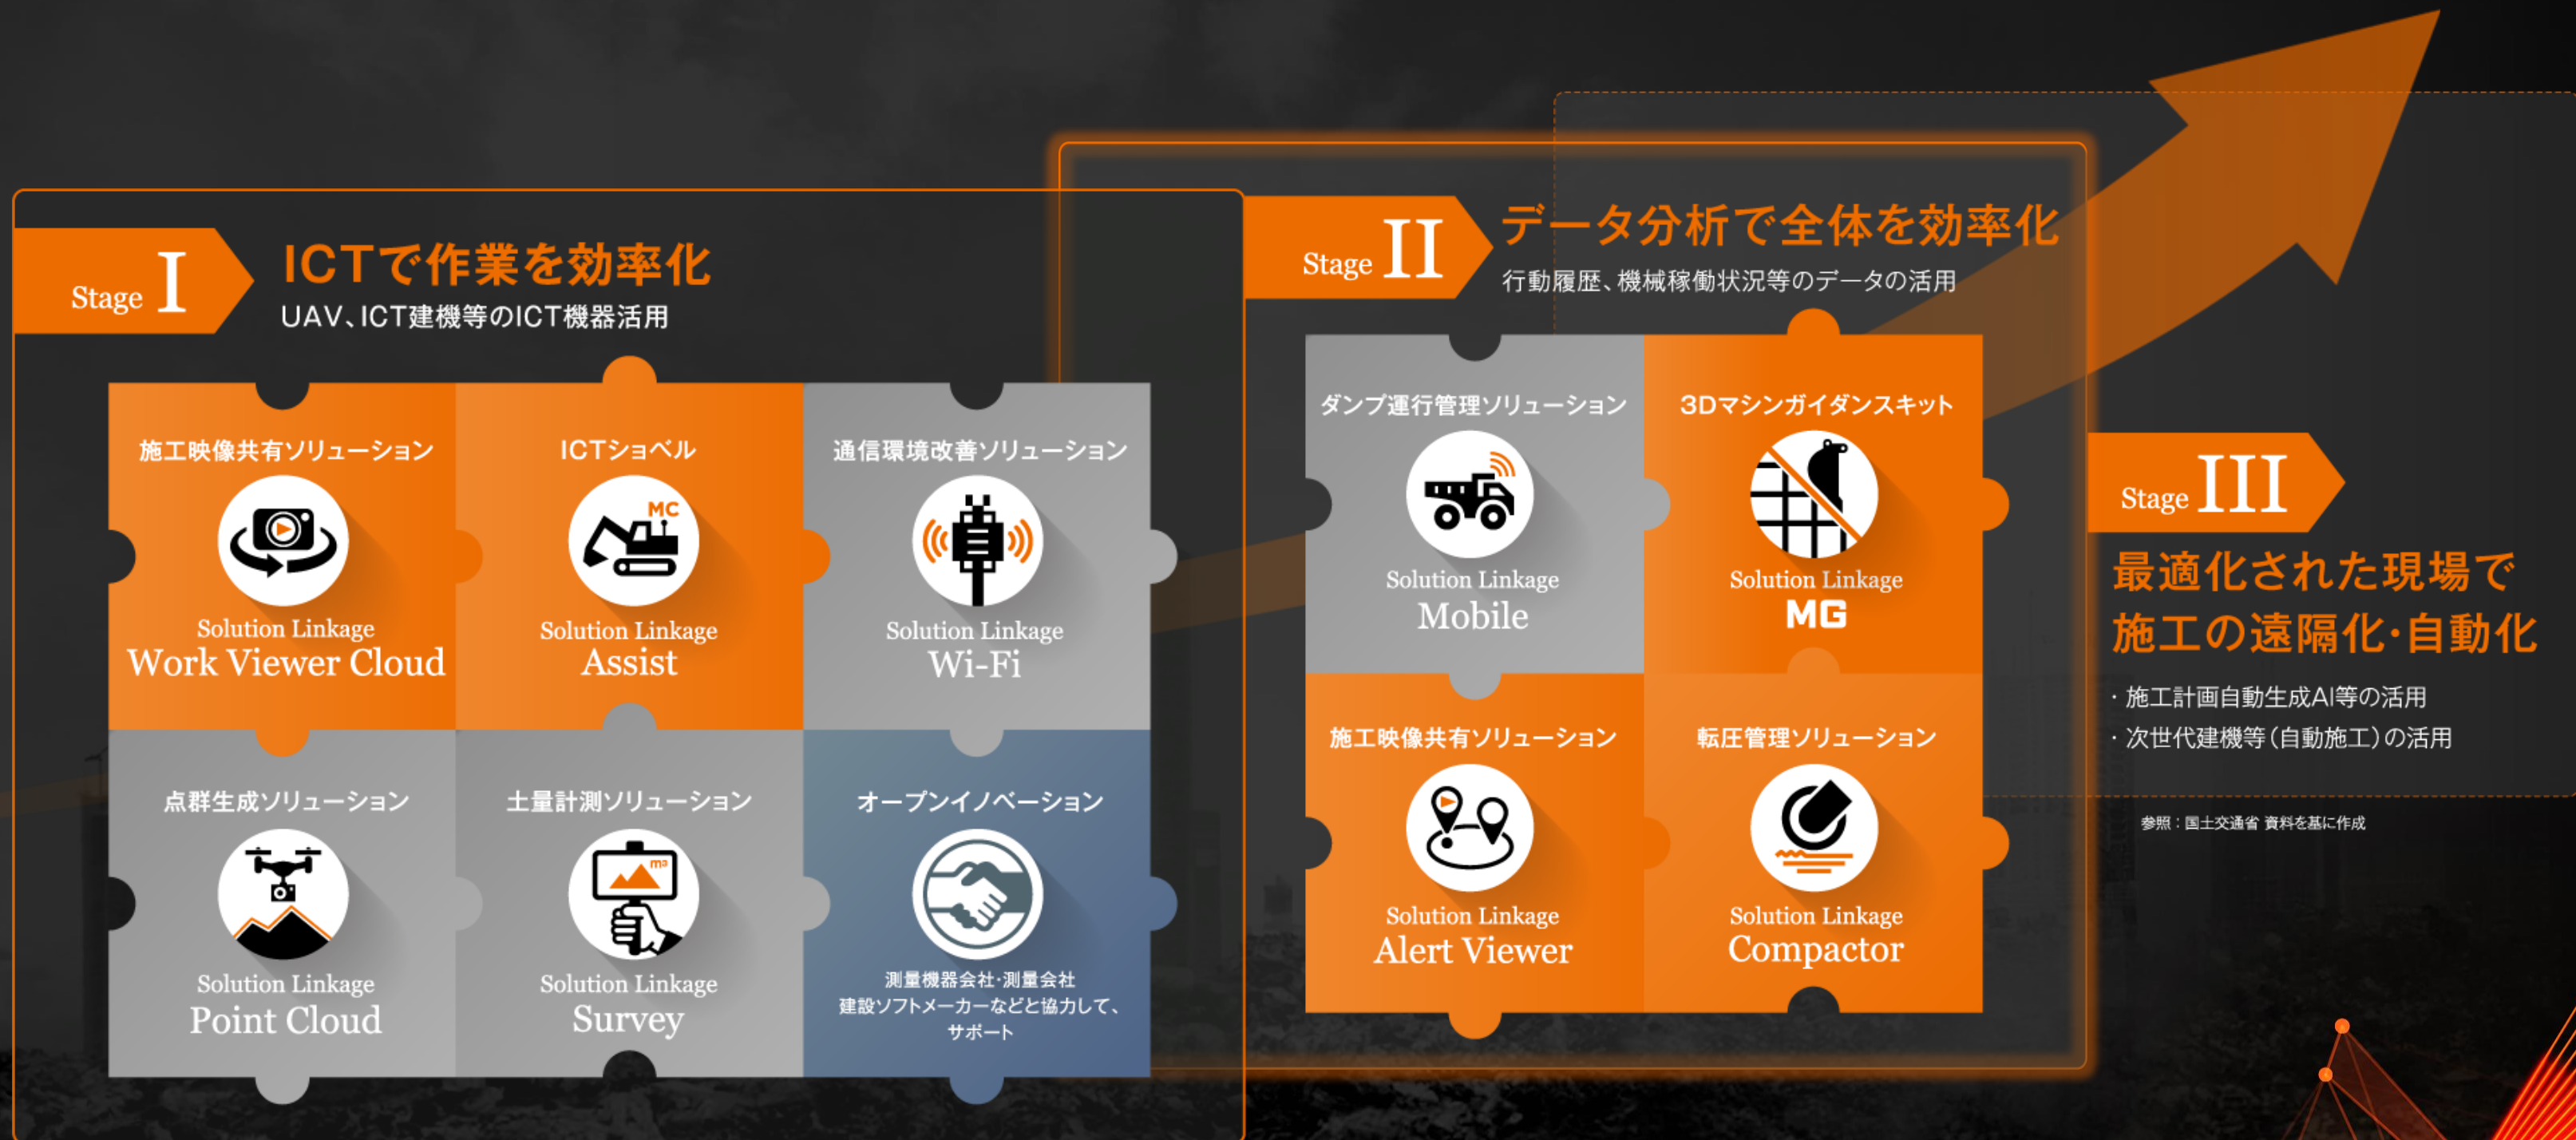 Stage I
ICTで作業を効率化
UAV、ICT建機等のICT機器活用
施工映像共有ソリューション
Solution Linkage
Work Viewer Cloud
ICTショベル
MC
Solution Linkage
Assist
通信環境改善ソリューション
Solution Linkage
Wi-Fi
点群生成ソリューション
Solution Linkage
Point Cloud
土量計測ソリューション
m³
Solution Linkage
Survey
オープンイノベーション
測量機器会社・測量会社
建設ソフトメーカーなどと協力して、
サポート
Stage II
データ分析で全体を効率化
行動履歴、機械稼働状況等のデータの活用
ダンプ運行管理ソリューション
Solution Linkage
Mobile
3Dマシンガイダンスキット
Solution Linkage
MG
施工映像共有ソリューション
Solution Linkage
Alert Viewer
転圧管理ソリューション
Solution Linkage
Compactor
Stage III
最適化された現場で
施工の遠隔化・自動化
・施工計画自動生成AI等の活用
・次世代建機等（自動施工）の活用
参照：国土交通省 資料を基に作成